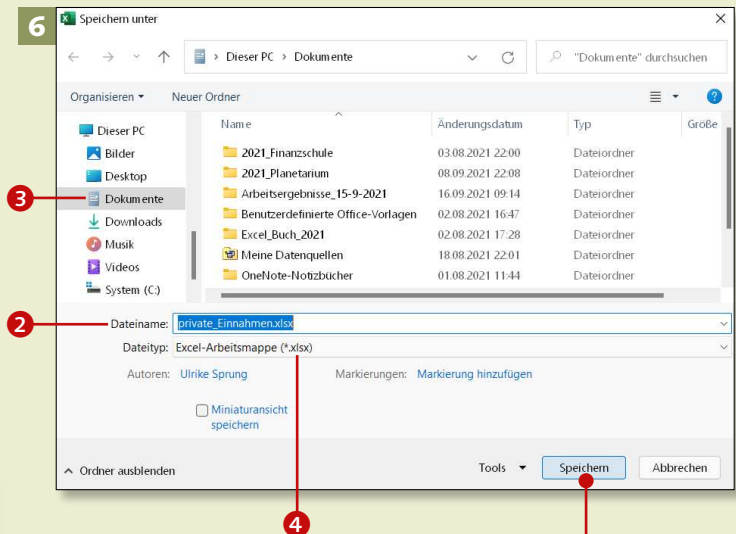 6
Speichern unter
Dieser PC > Dokumente
"Dokumente" durchsuchen
Organisieren
Neuer Ordner
Name Änderungsdatum Typ Größe
Dieser PC
Bilder
Desktop
3 Dokumente
Downloads
Musik
Videos
System (C:)
2021_Finanzschule 03.08.2021 22:00 Dateiordner
2021_Planetarium 08.09.2021 22:08 Dateiordner
Arbeitsergebnisse_15-9-2021 16.09.2021 09:14 Dateiordner
Benutzerdefinierte Office-Vorlagen 02.08.2021 16:47 Dateiordner
Excel_Buch_2021 02.08.2021 17:28 Dateiordner
Meine Datenquellen 18.08.2021 22:01 Dateiordner
OneNote-Notizbücher 01.08.2021 11:44 Dateiordner
2 Dateiname: private_Einnahmen.xlsx
Dateityp: Excel-Arbeitsmappe (*.xlsx)
Autoren: Ulrike Sprung Markierungen: Markierung hinzufügen
Miniaturansicht
speichern
Ordner ausblenden Tools Speichern Abbrechen
4